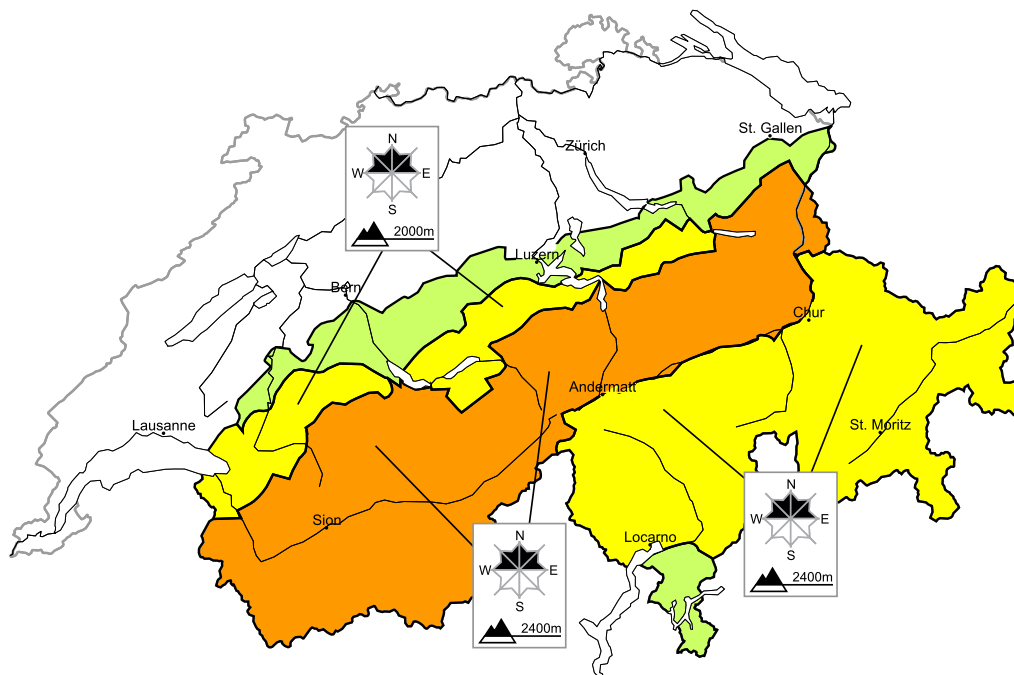 St. Gallen
N
Zürich
W
E
S
2000m
Luzern
Bern
Chur
Andermatt
Lausanne
St. Moritz
N
W
E
S
2400m
Sion
Locarno
N
W
E
S
2400m